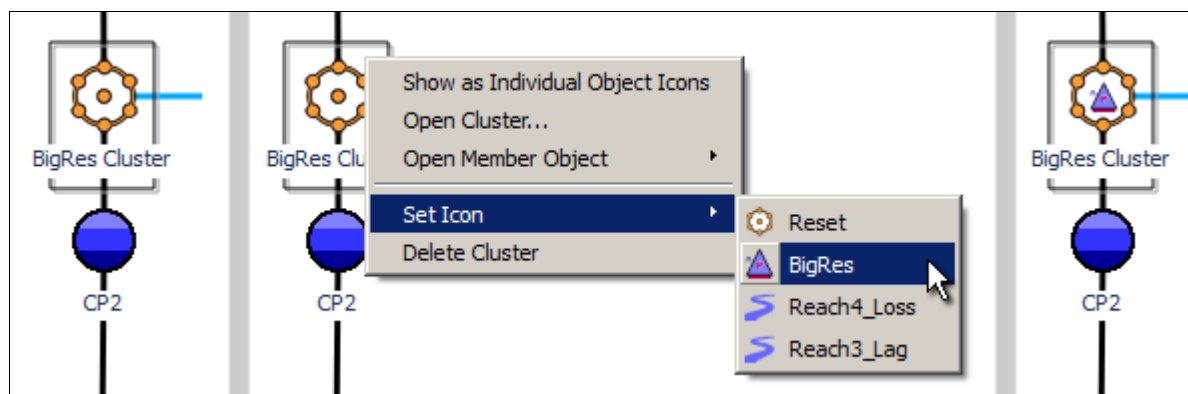 BigRes Cluster
CP2
BigRes Clu
CP2
Show as Individual Object Icons
Open Cluster...
Open Member Object
Set Icon
Delete Cluster
Reset
BigRes
Reach4_Loss
Reach3_Lag
BigRes Cluster
CP2